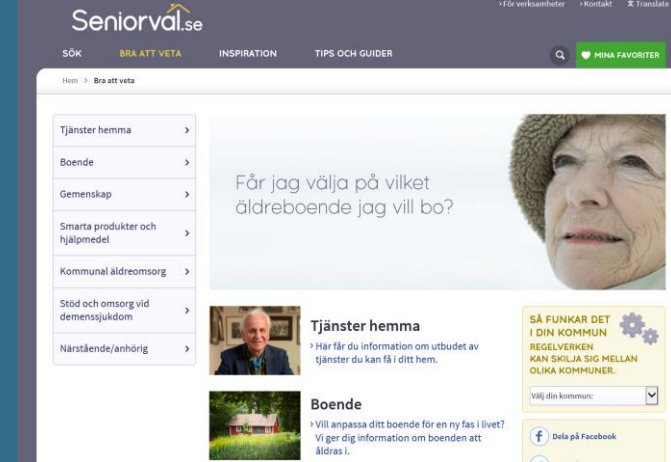 › För verksamheter › Kontakt Translate
Seniorval.se
SÖK BRA ATT VETA INSPIRATION TIPS OCH GUIDER MINA FAVORITER
Hem > Bra att veta
Tjänster hemma
Boende
Gemenskap
Smarta produkter och
hjälpmedel
Kommunal äldreomsorg
Stöd och omsorg vid
demenssjukdom
Närstående/anhörig
Får jag välja på vilket
äldreboende jag vill bo?
Tjänster hemma
› Här får du information om utbudet av
tjänster du kan få i ditt hem.
Boende
› Vill anpassa ditt boende för en ny fas i livet?
Vi ger dig information om boenden att
åldras i.
SÅ FUNKAR DET
I DIN KOMMUN
REGELVERKEN
KAN SKILJA SIG MELLAN
OLIKA KOMMUNER.
Välj din kommun:
Dela på Facebook